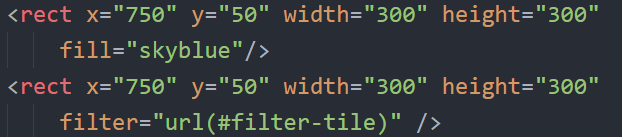 <rect x="750" y="50" width="300" height="300"
fill="skyblue"/>
<rect x="750" y="50" width="300" height="300"
filter="url(#filter-tile)" />